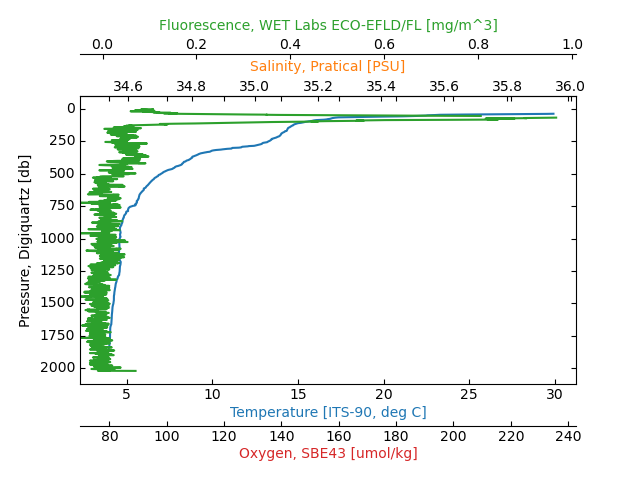 Fluorescence, WET Labs ECO-EFLD/FL [mg/m^3]
0.0 0.2 0.4 0.6 0.8 1.0
Salinity, Pratical [PSU]
34.6 34.8 35.0 35.2 35.4 35.6 35.8 36.0
Pressure, Digiquartz [db]
0
250
500
750
1000
1250
1500
1750
2000
5 10 15 20 25 30
Temperature [ITS-90, deg C]
80 100 120 140 160 180 200 220 240
Oxygen, SBE43 [umol/kg]